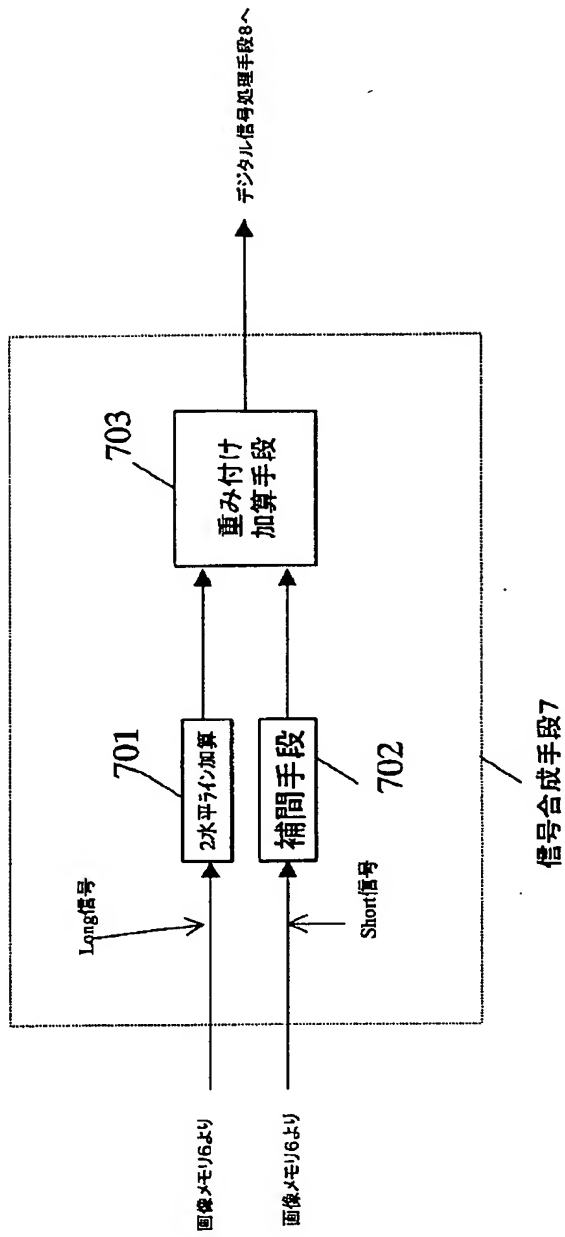 画像メモリ6より
画像メモリ6より
Long信号
Short信号
701
2水平ライン加算
補間手段
702
703
重み付け
加算手段
デジタル信号処理手段8へ
信号合成手段7